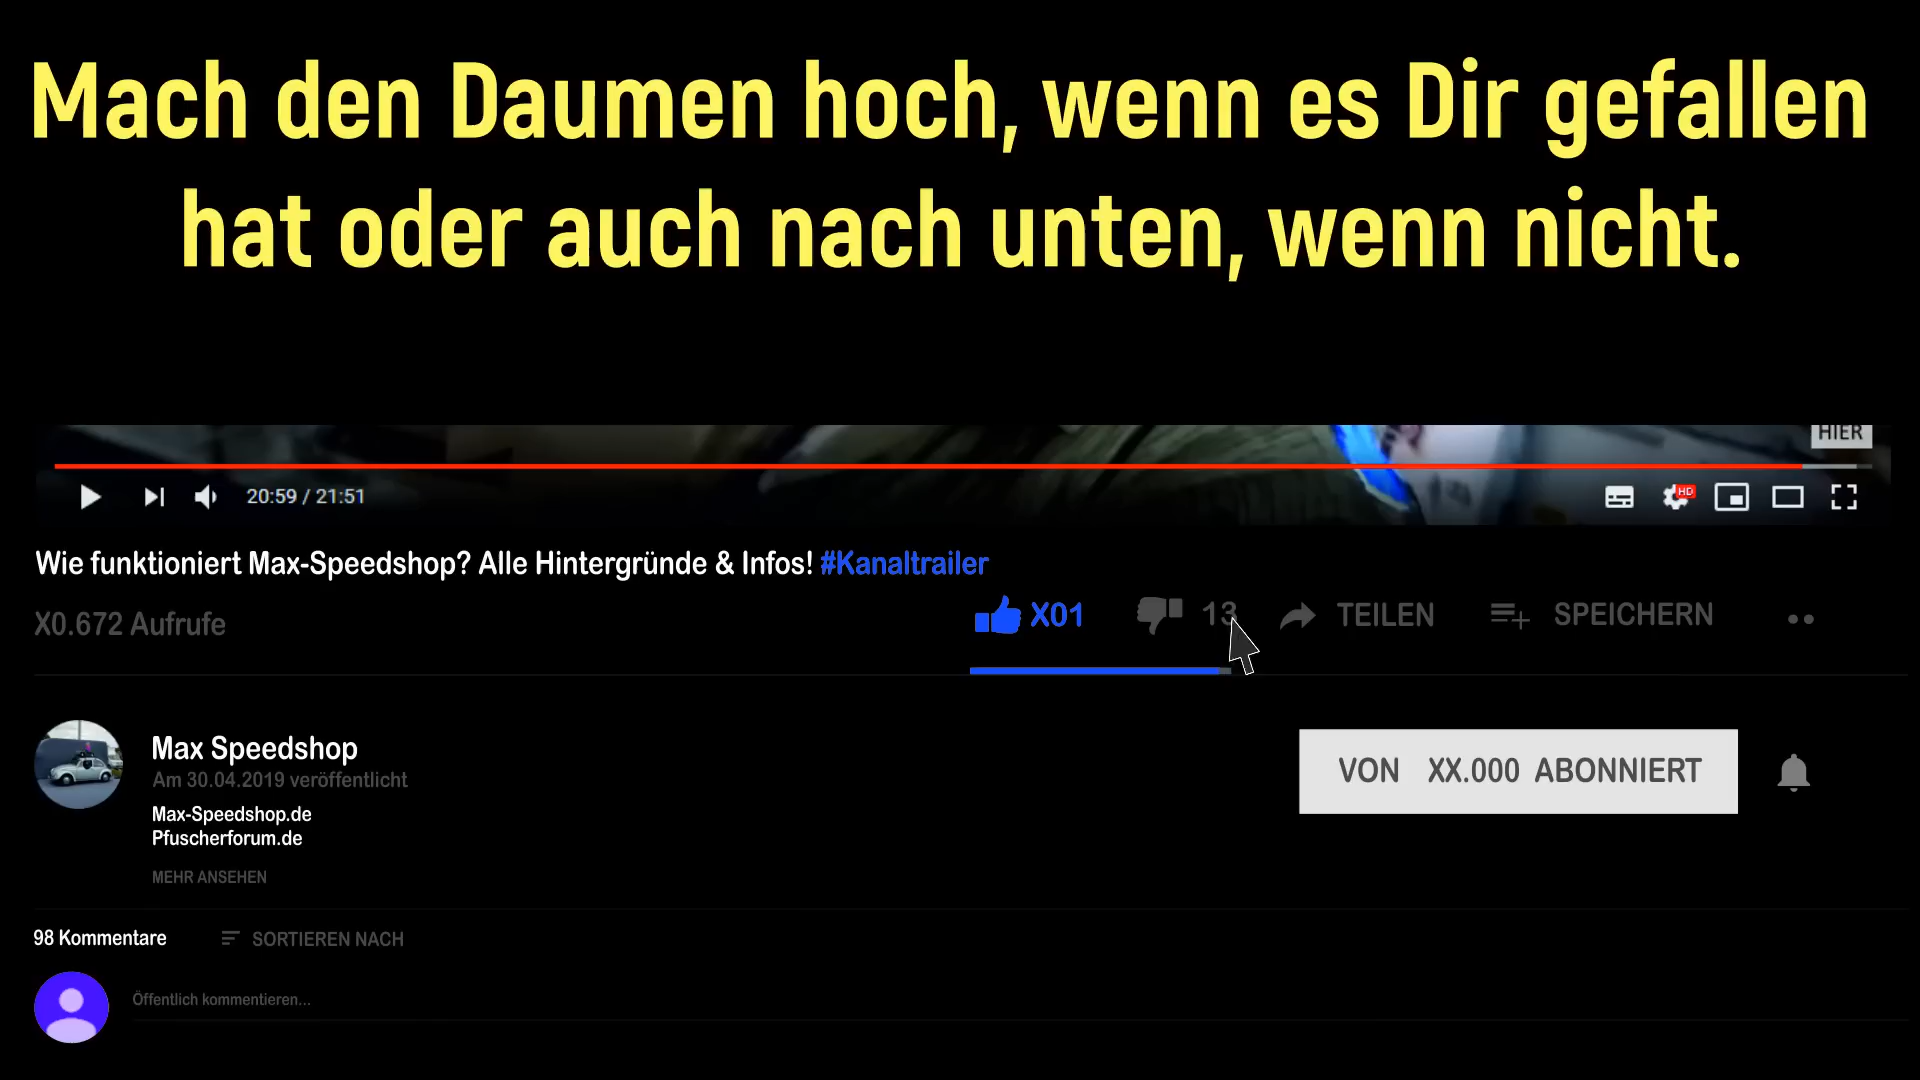 Mach den Daumen hoch, wenn es Dir gefallen
hat oder auch nach unten, wenn nicht.
HIER
20:59 / 21:51
HD
Wie funktioniert Max-Speedshop? Alle Hintergründe & Infos! #Kanaltrailer
X0.672 Aufrufe
X01
13
TEILEN
SPEICHERN
Max Speedshop
Am 30.04.2019 veröffentlicht
VON XX.000 ABONNIERT
Max-Speedshop.de
Pfuscherforum.de
MEHR ANSEHEN
98 Kommentare
SORTIEREN NACH
Öffentlich kommentieren...